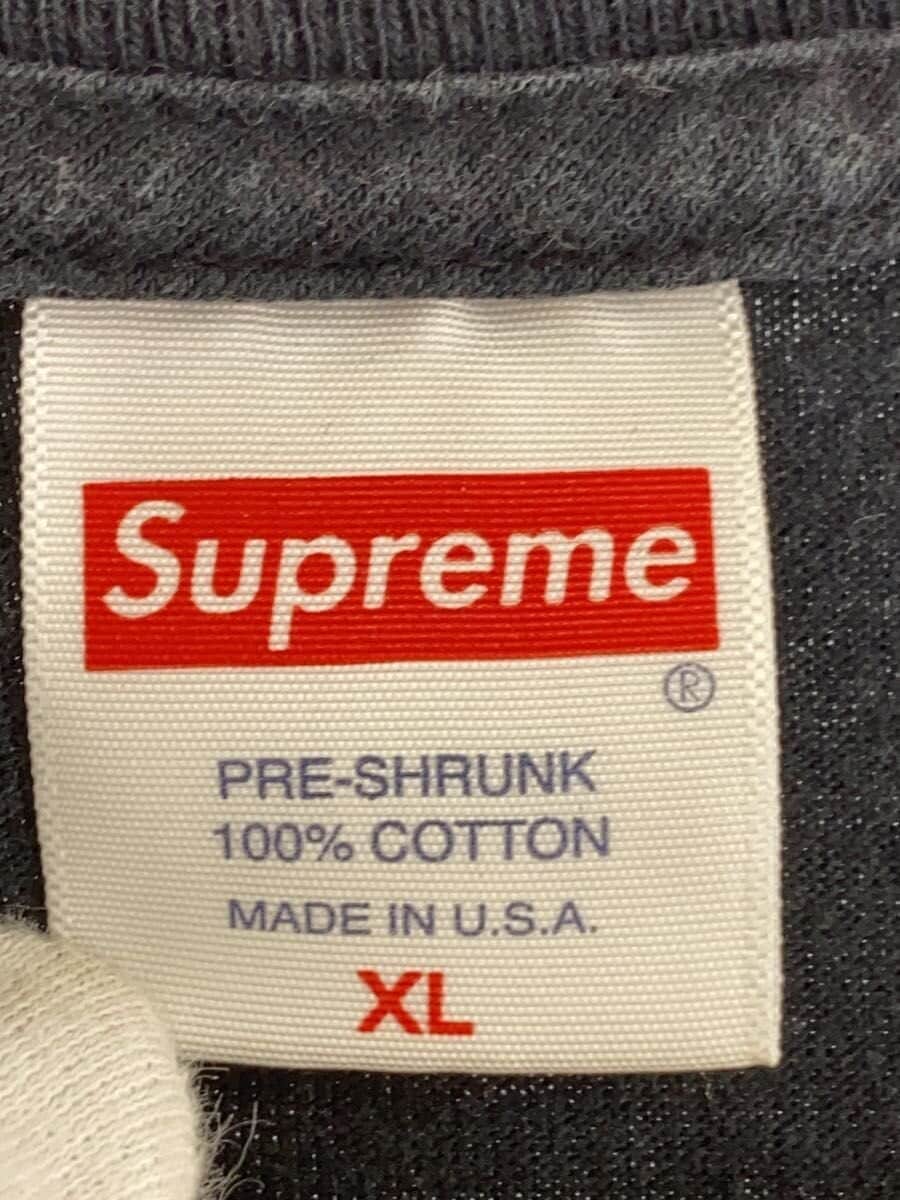 Supreme
®
PRE-SHRUNK
100% COTTON
MADE IN U.S.A.
XL